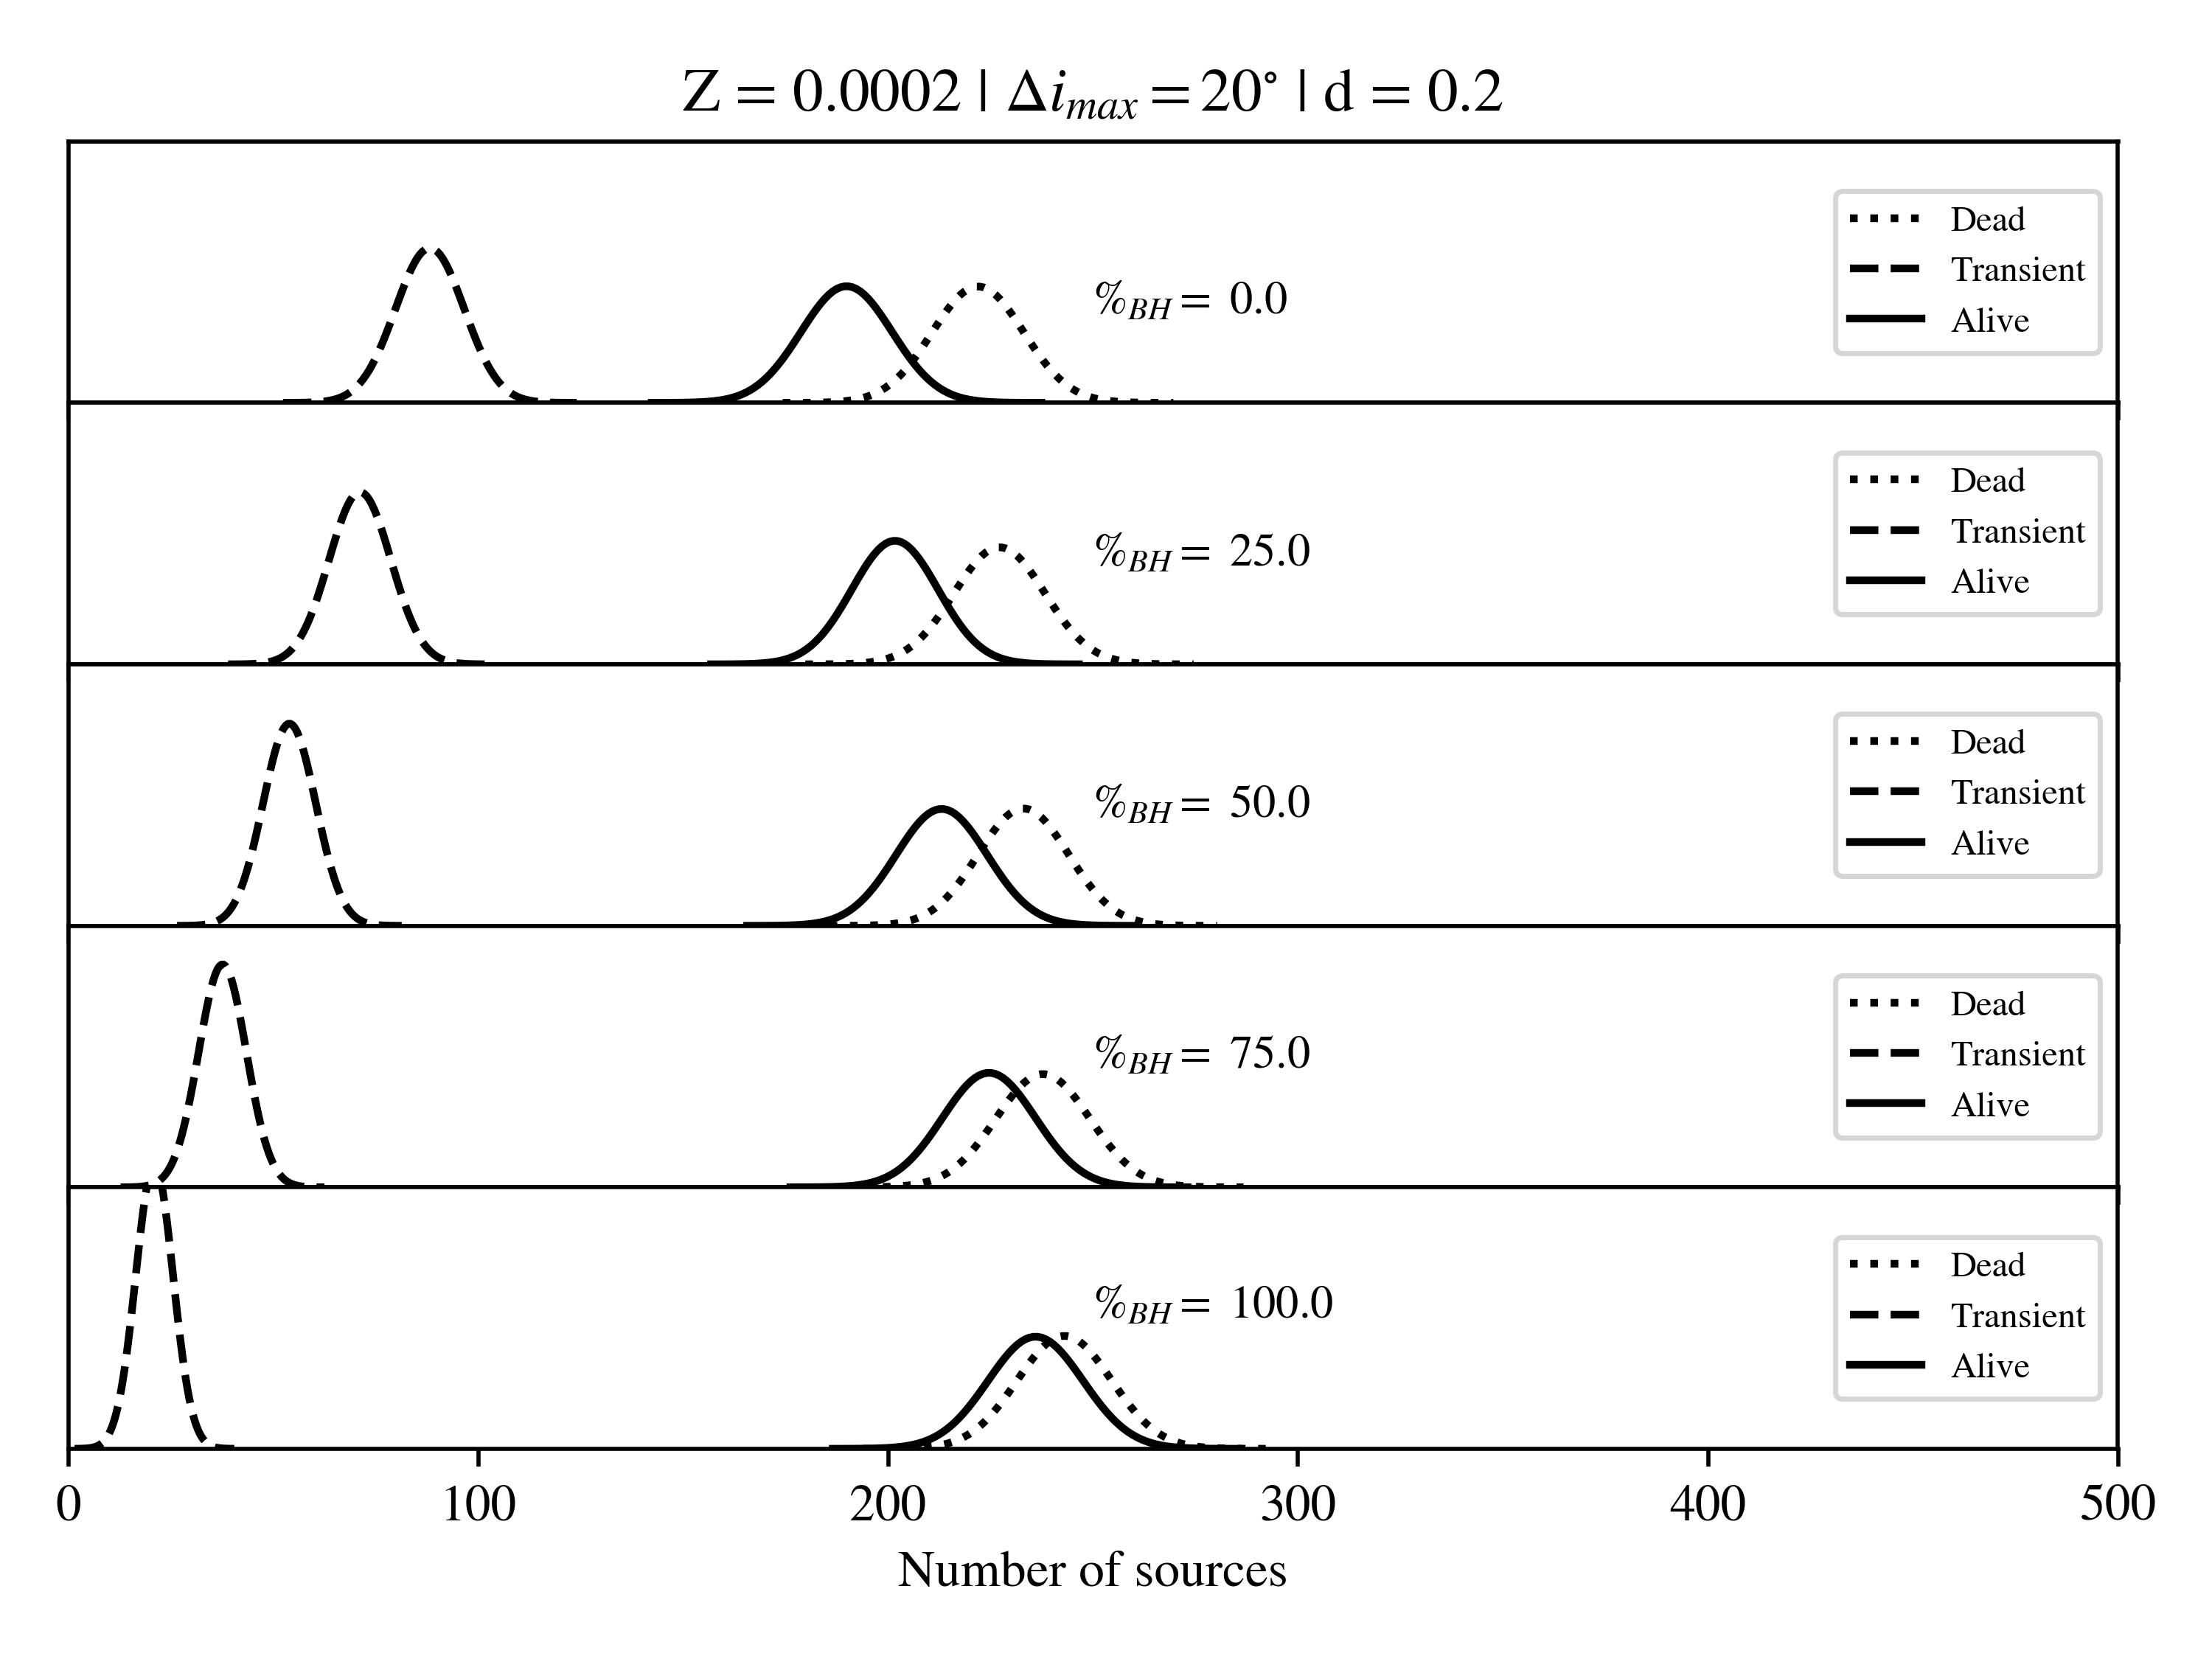 Z = 0.0002 | Δi_max = 20° | d = 0.2
%_BH = 0.0
Dead
Transient
Alive
%_BH = 25.0
Dead
Transient
Alive
%_BH = 50.0
Dead
Transient
Alive
%_BH = 75.0
Dead
Transient
Alive
%_BH = 100.0
Dead
Transient
Alive
0 100 200 300 400 500
Number of sources